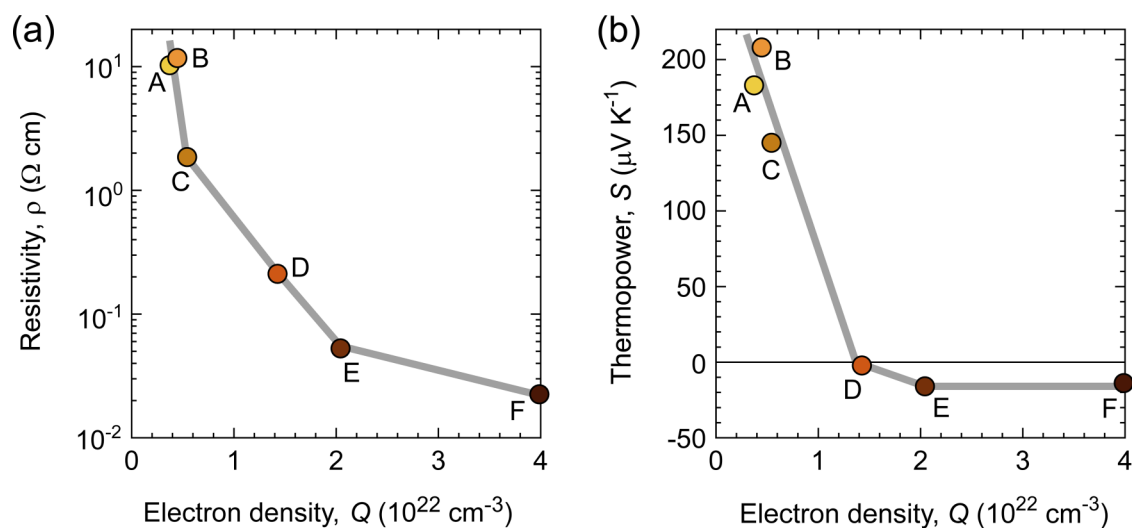 (a)
Resistivity, ρ (Ω cm)
10¹
10⁰
10⁻¹
10⁻²
A
B
C
D
E
F
0 1 2 3 4
Electron density, Q (10²² cm⁻³)
(b)
Thermopower, S (μV K⁻¹)
200
150
100
50
0
-50
B
A
C
D
E
F
0 1 2 3 4
Electron density, Q (10²² cm⁻³)